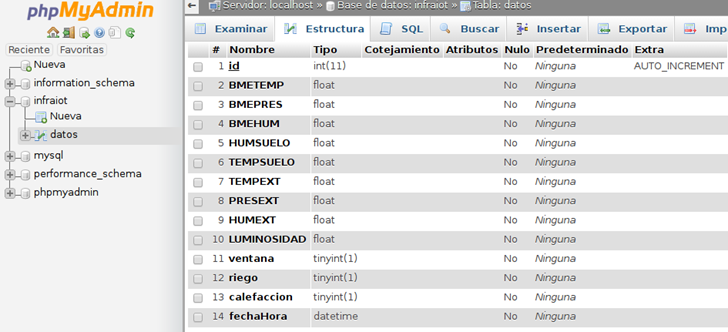 phpMyAdmin
Reciente Favoritas
Nueva
information_schema
infraiot
Nueva
datos
mysql
performance_schema
phpmyadmin
Servidor: localhost » Base de datos: infraiot » Tabla: datos
Examinar Estructura SQL Buscar Insertar Exportar Imp
# Nombre Tipo Cotejamiento Atributos Nulo Predeterminado Extra
1 id int(11) No Ninguna AUTO_INCREMENT
2 BMETEMP float No Ninguna
3 BMEPRES float No Ninguna
4 BMEHUM float No Ninguna
5 HUMSUELO float No Ninguna
6 TEMPSUELO float No Ninguna
7 TEMPEXT float No Ninguna
8 PRESEXT float No Ninguna
9 HUMEXT float No Ninguna
10 LUMINOSIDAD float No Ninguna
11 ventana tinyint(1) No Ninguna
12 riego tinyint(1) No Ninguna
13 calefaccion tinyint(1) No Ninguna
14 fechaHora datetime No Ninguna